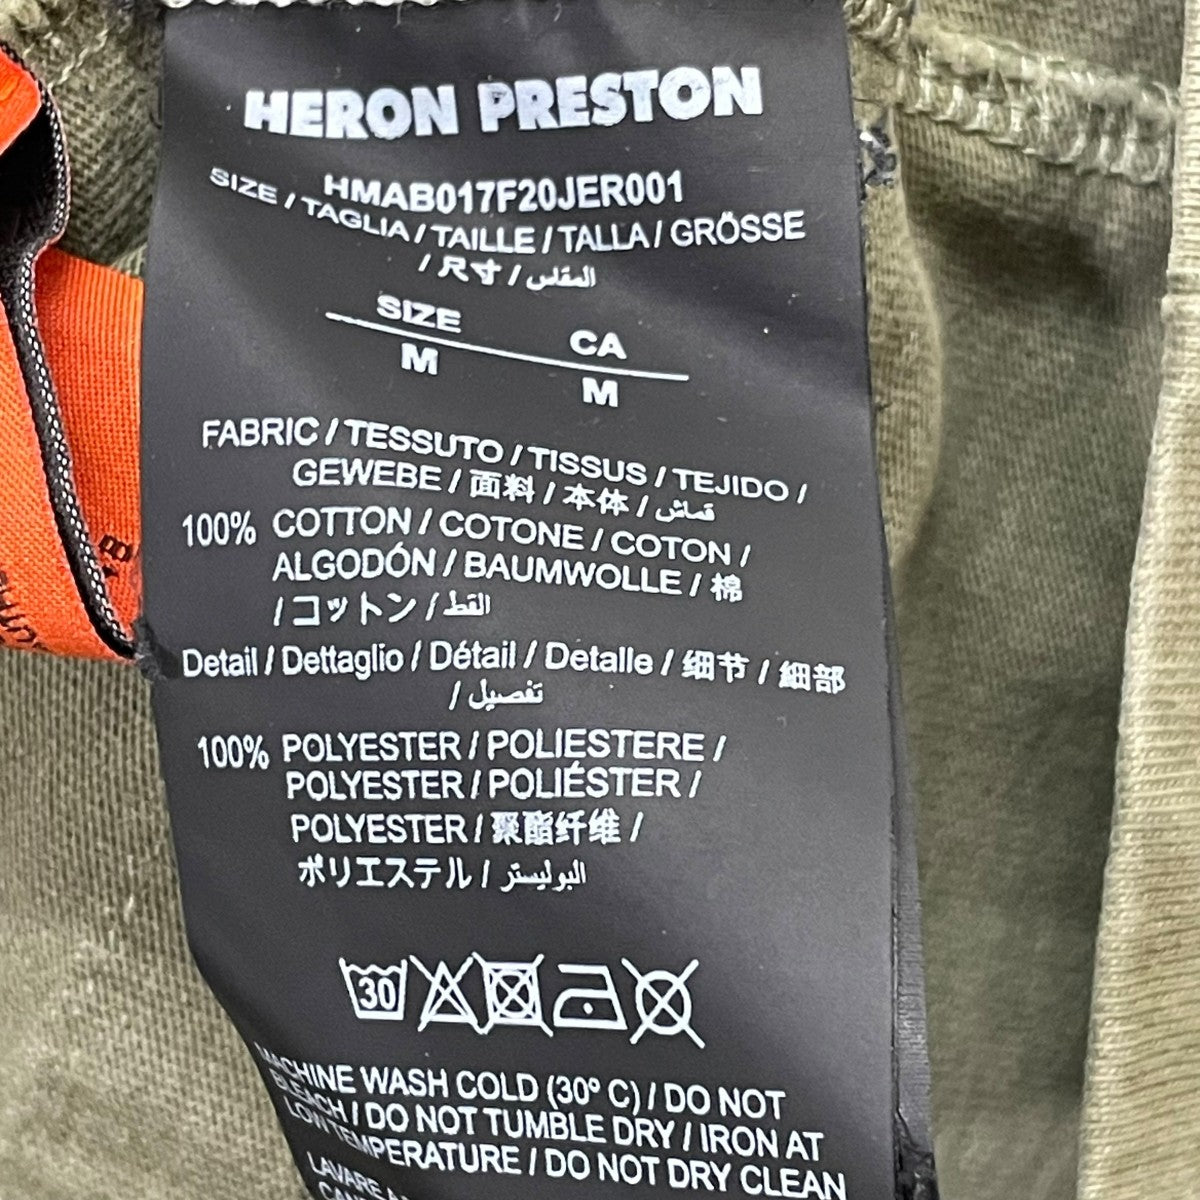 HERON PRESTON
HMAB017F20JER001
SIZE / TAGLIA / TAILLE / TALLA / GRÖSSE
/ 尺寸 / المقاس
SIZE CA
M M
FABRIC / TESSUTO / TISSUS / TEJIDO /
GEWEBE / 面料 / 本体 / قماش
100% COTTON / COTONE / COTON /
ALGODÓN / BAUMWOLLE / 棉
/ コットン / القط
Detail / Dettaglio / Détail / Detalle / 细节 / 細部
/ تفصيل
100% POLYESTER / POLIESTERE /
POLYESTER / POLIÉSTER /
POLYESTER / 聚酯纤维 /
ポリエステル / البوليستر
30
MACHINE WASH COLD (30º C) / DO NOT
BLEACH / DO NOT TUMBLE DRY / IRON AT
LOW TEMPERATURE / DO NOT DRY CLEAN
LAVARE A